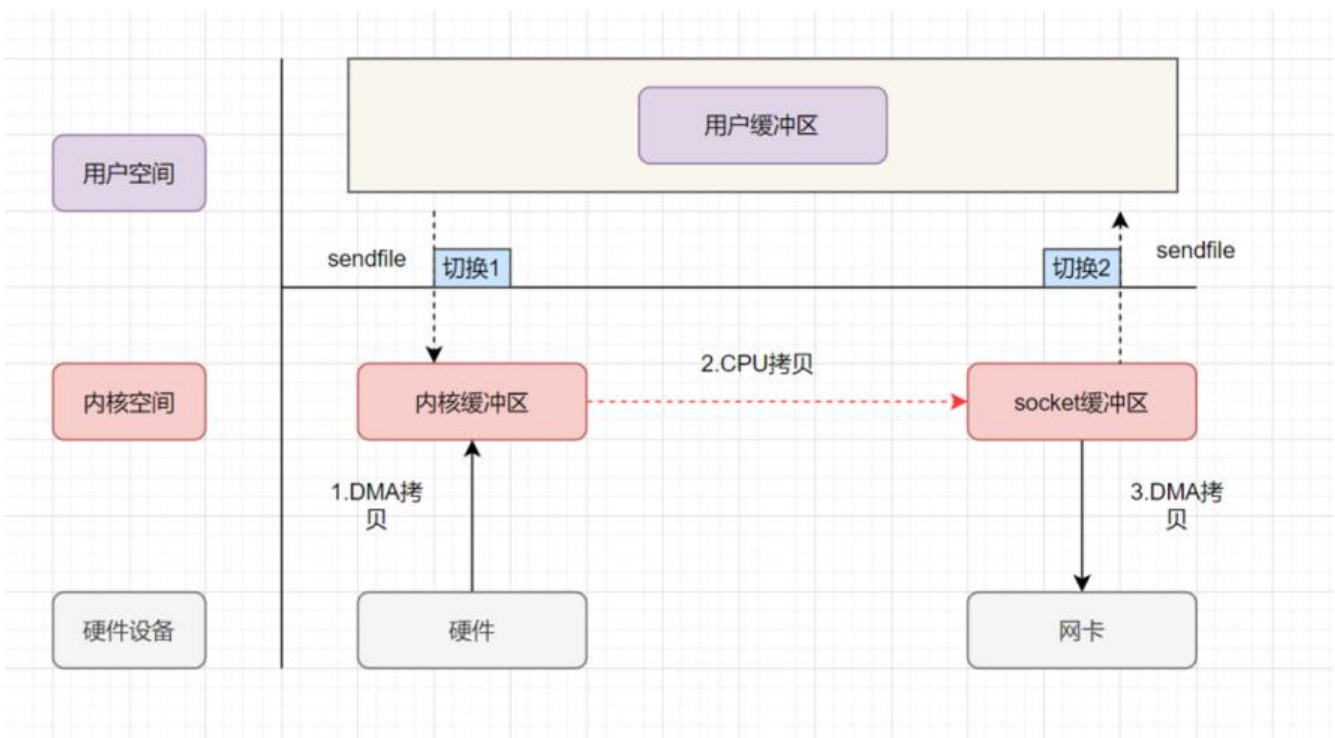 用户缓冲区
用户空间
sendfile
切换1
切换2
sendfile
2.CPU拷贝
内核空间
内核缓冲区
socket缓冲区
1.DMA拷
贝
3.DMA拷
贝
硬件设备
硬件
网卡